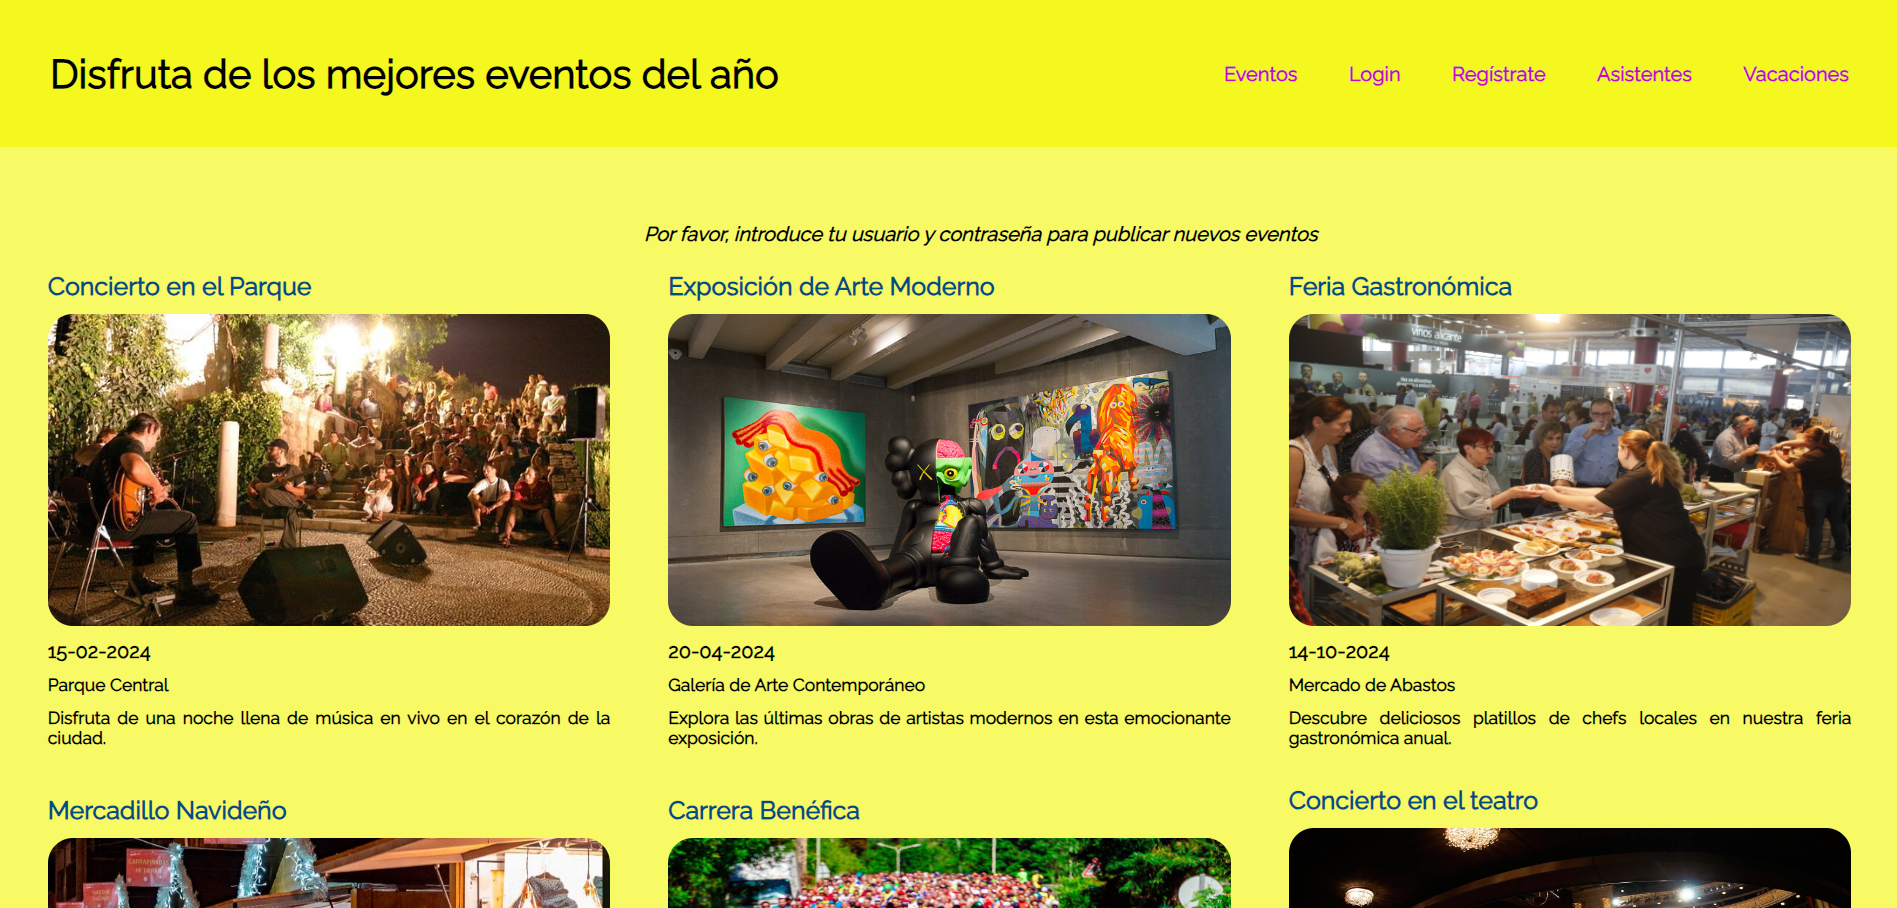 Disfruta de los mejores eventos del año
Eventos
Login
Regístrate
Asistentes
Vacaciones
Por favor, introduce tu usuario y contraseña para publicar nuevos eventos
Concierto en el Parque
15-02-2024
Parque Central
Disfruta de una noche llena de música en vivo en el corazón de la
ciudad.
Exposición de Arte Moderno
20-04-2024
Galería de Arte Contemporáneo
Explora las últimas obras de artistas modernos en esta emocionante
exposición.
Feria Gastronómica
vinos alicante
14-10-2024
Mercado de Abastos
Descubre deliciosos platillos de chefs locales en nuestra feria
gastronómica anual.
Mercadillo Navideño
Carrera Benéfica
Concierto en el teatro